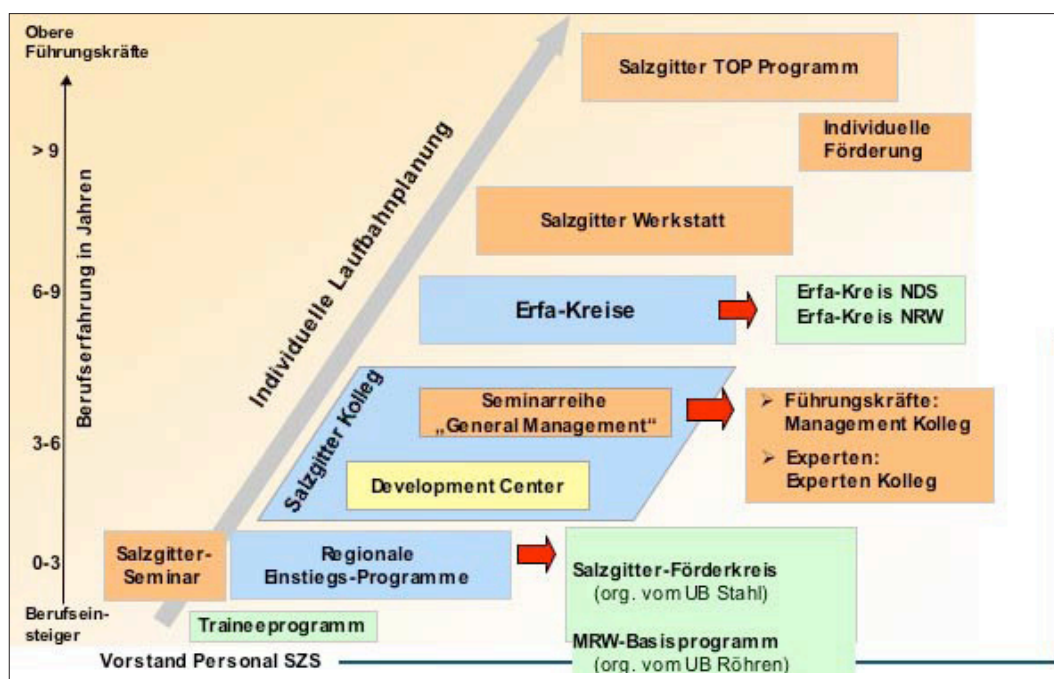 Obere
Führungskräfte
Salzgitter TOP Programm
> 9
Individuelle
Förderung
Berufserfahrung in Jahren
Individuelle Laufbahnplanung
Salzgitter Werkstatt
6-9
Erfa-Kreise
Erfa-Kreis NDS
Erfa-Kreis NRW
Salzgitter Kolleg
Seminarreihe
„General Management“
➢ Führungskräfte:
Management Kolleg
➢ Experten:
Experten Kolleg
3-6
Development Center
0-3
Salzgitter-
Seminar
Regionale
Einstiegs-Programme
Salzgitter-Förderkreis
(org. vom UB Stahl)
MRW-Basisprogramm
(org. vom UB Röhren)
Berufsein-
steiger
Traineeprogramm
Vorstand Personal SZS